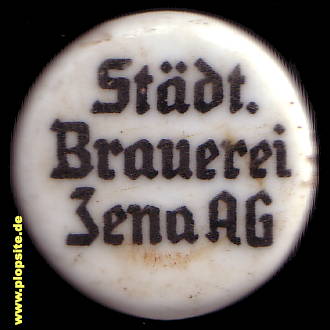 Städt.
Brauerei
Jena AG
www.plopsite.de